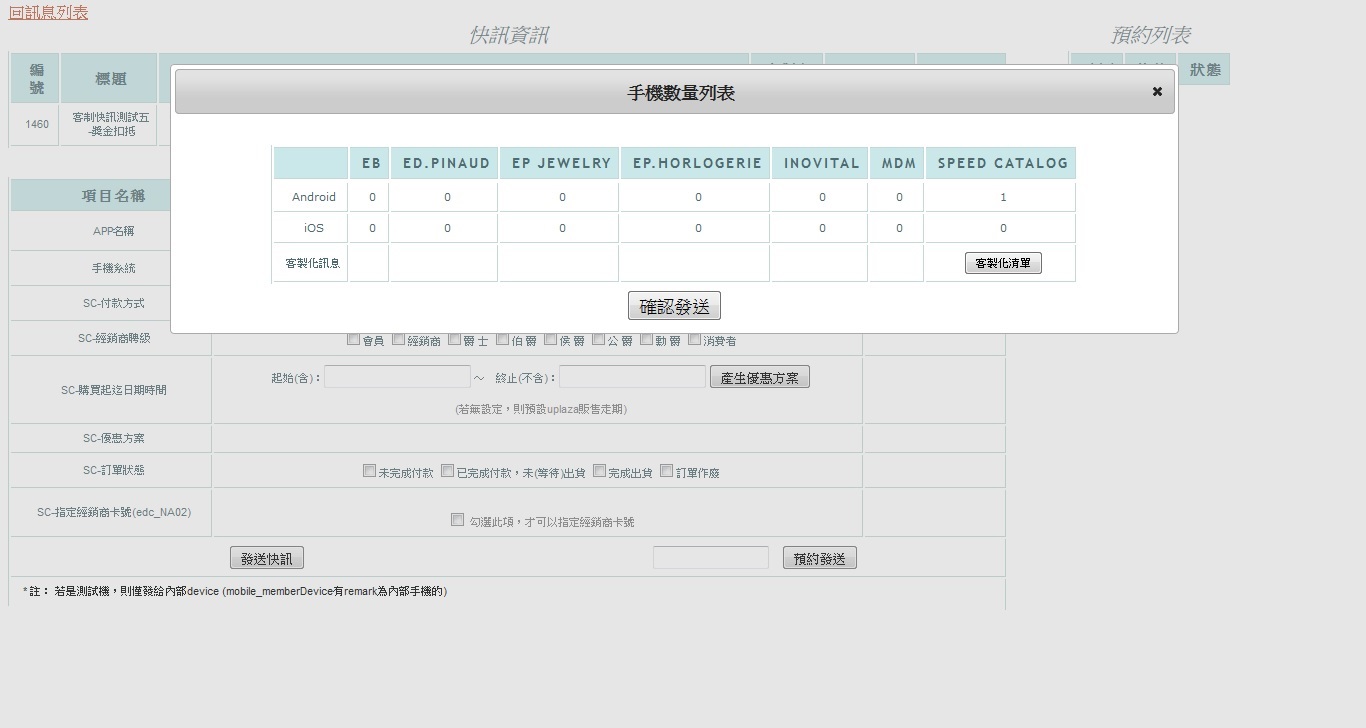 回訊息列表
快訊資訊
預約列表
編號
標題
狀態
1460
客制快訊測試五-獎金扣抵
手機數量列表
EB ED.PINAUD EP JEWELRY EP.HORLOGERIE INOVITAL MDM SPEED CATALOG
Android 0 0 0 0 0 0 1
iOS 0 0 0 0 0 0 0
客製化訊息 客製化清單
確認發送
項目名稱
APP名稱
手機系統
SC-付款方式
SC-經銷商聘級 會員 經銷商 爵士 伯爵 侯爵 公爵 勳爵 消費者
SC-購買起迄日期時間 起始(含)： ～ 終止(不含)： 產生優惠方案
(若無設定，則預設uplaza販售走期)
SC-優惠方案
SC-訂單狀態 未完成付款 已完成付款，未(等待)出貨 完成出貨 訂單作廢
SC-指定經銷商卡號(edc_NA02) 勾選此項，才可以指定經銷商卡號
發送快訊 預約發送
*註： 若是測試機，則僅發給內部device (mobile_memberDevice有remark為內部手機的)